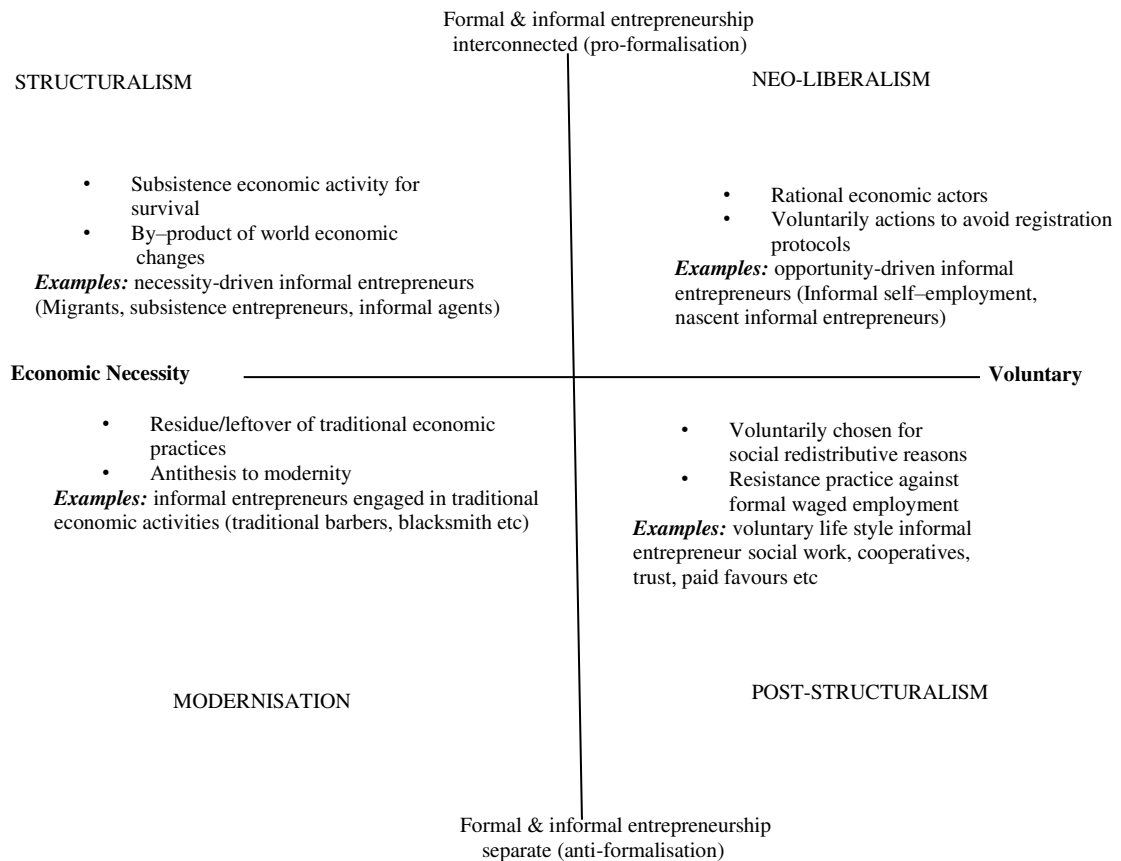 Formal & informal entrepreneurship
interconnected (pro-formalisation)
STRUCTURALISM
NEO-LIBERALISM
• Subsistence economic activity for
survival
• By–product of world economic
changes
Examples: necessity-driven informal entrepreneurs
(Migrants, subsistence entrepreneurs, informal agents)
• Rational economic actors
• Voluntarily actions to avoid registration
protocols
Examples: opportunity-driven informal
entrepreneurs (Informal self–employment,
nascent informal entrepreneurs)
Economic Necessity
Voluntary
• Residue/leftover of traditional economic
practices
• Antithesis to modernity
Examples: informal entrepreneurs engaged in traditional
economic activities (traditional barbers, blacksmith etc)
• Voluntarily chosen for
social redistributive reasons
• Resistance practice against
formal waged employment
Examples: voluntary life style informal
entrepreneur social work, cooperatives,
trust, paid favours etc
MODERNISATION
POST-STRUCTURALISM
Formal & informal entrepreneurship
separate (anti-formalisation)